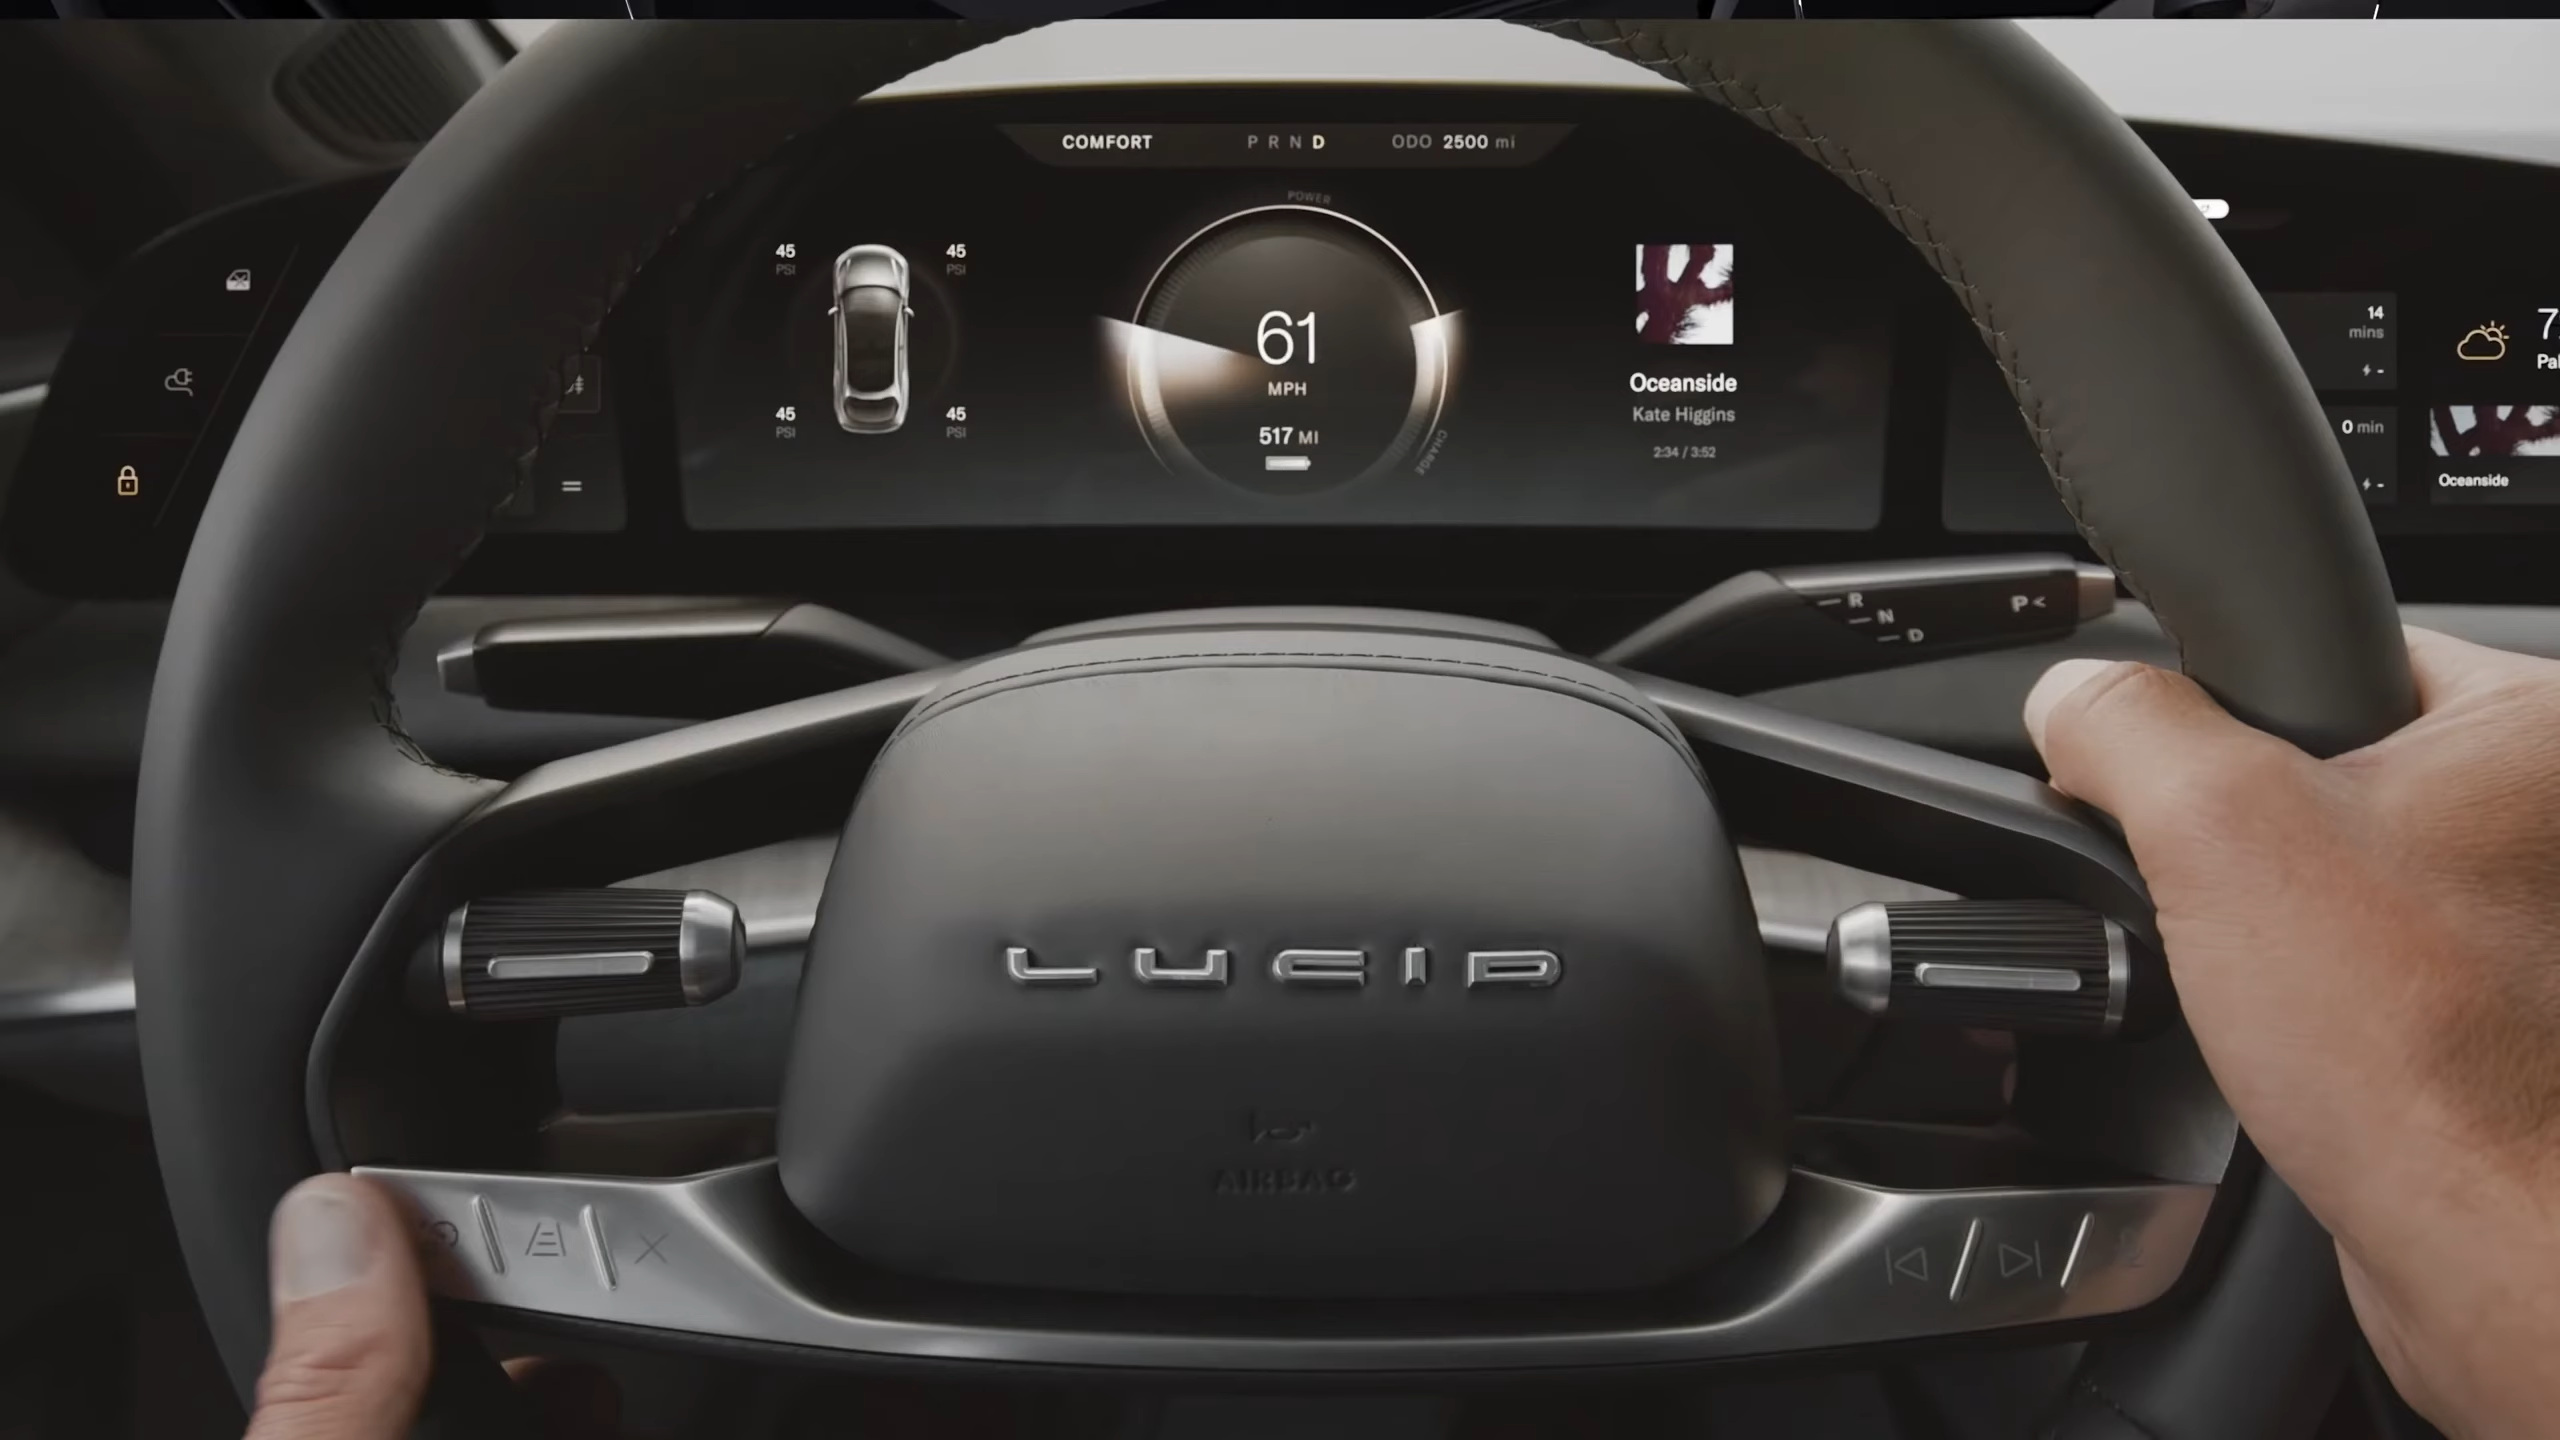 COMFORT
P R N D
ODO 2500 mi
POWER
45
PSI
45
PSI
61
MPH
517 MI
45
PSI
45
PSI
CHARGE
Oceanside
Kate Higgins
2:34 / 3:52
14
mins
0 min
Oceanside
R
N
D
P <
LUCID
AIRBAG